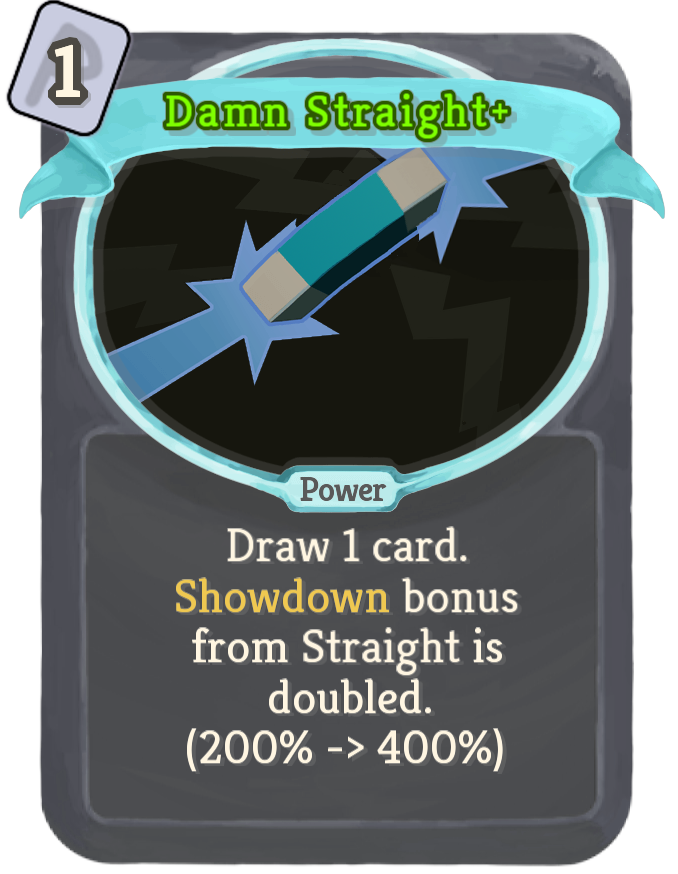 1
Damn Straight+
Power
Draw 1 card.
Showdown bonus
from Straight is
doubled.
(200% -> 400%)